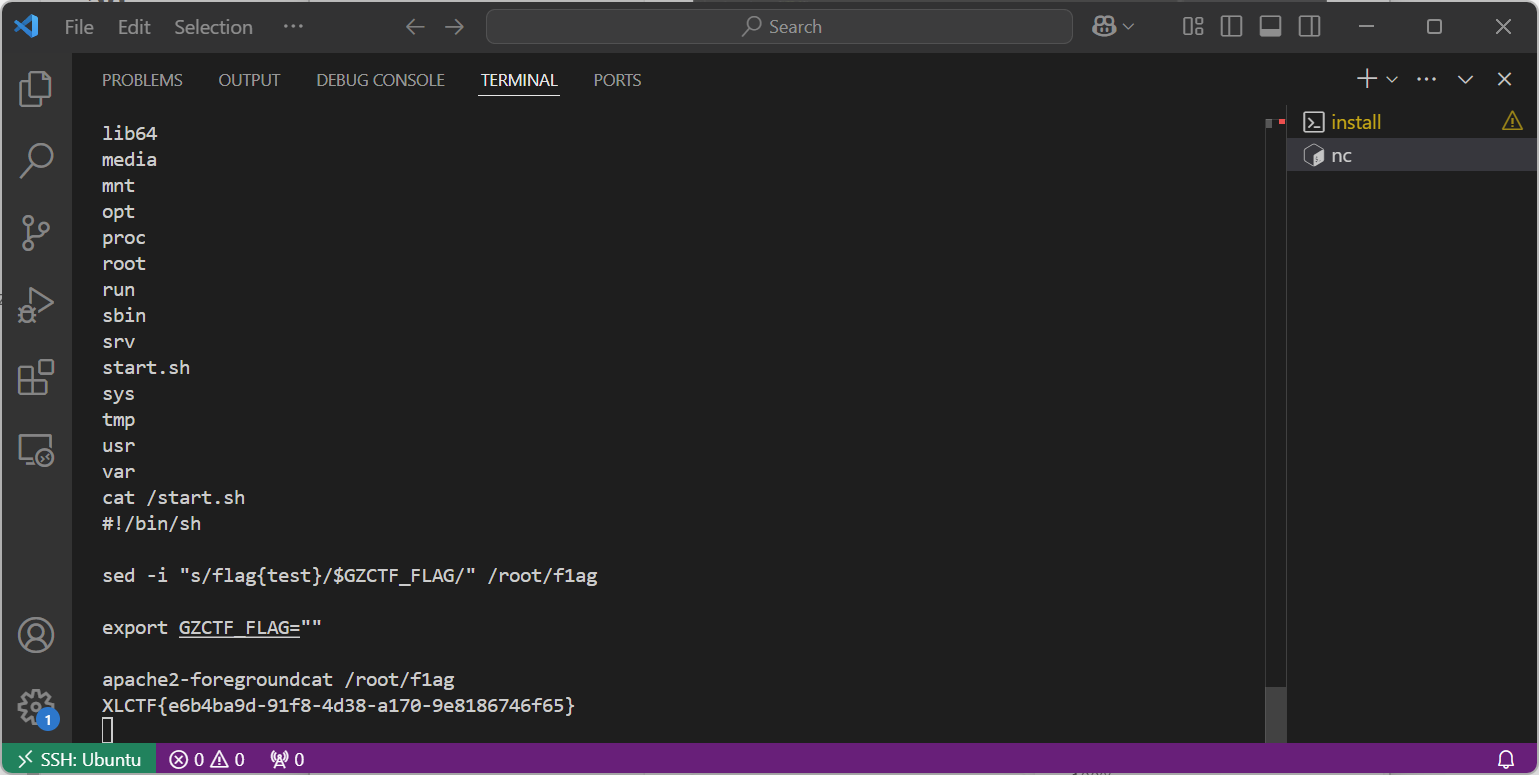 File Edit Selection ··· Search
PROBLEMS OUTPUT DEBUG CONSOLE TERMINAL PORTS
lib64
media
mnt
opt
proc
root
run
sbin
srv
start.sh
sys
tmp
usr
var
cat /start.sh
#!/bin/sh
sed -i "s/flag{test}/$GZCTF_FLAG/" /root/f1ag
export GZCTF_FLAG=""
apache2-foregroundcat /root/f1ag
XLCTF{e6b4ba9d-91f8-4d38-a170-9e8186746f65}
install
nc
1
SSH: Ubuntu 0 0 0